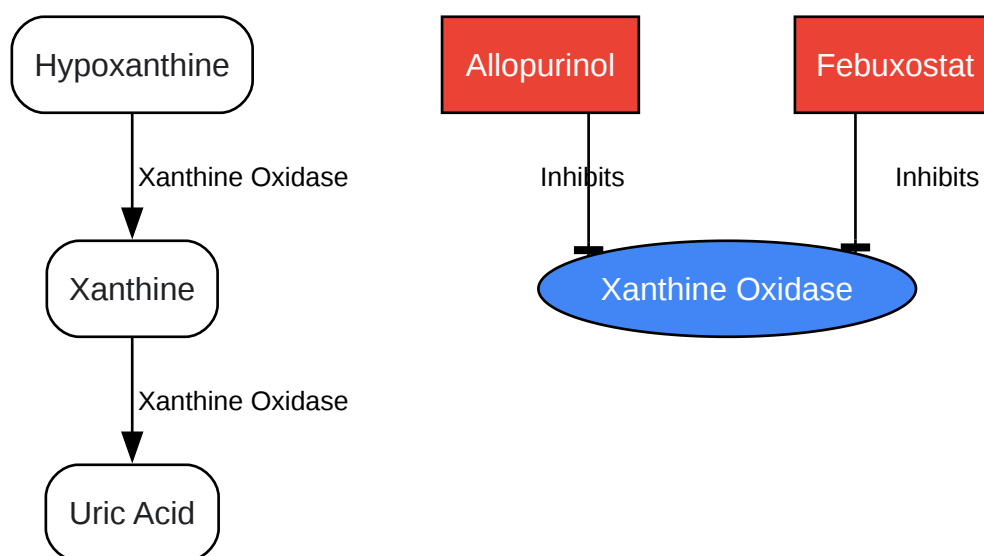 Hypoxanthine
Allopurinol
Febuxostat
Xanthine Oxidase
Inhibits
Inhibits
Xanthine
Xanthine Oxidase
Xanthine Oxidase
Uric Acid